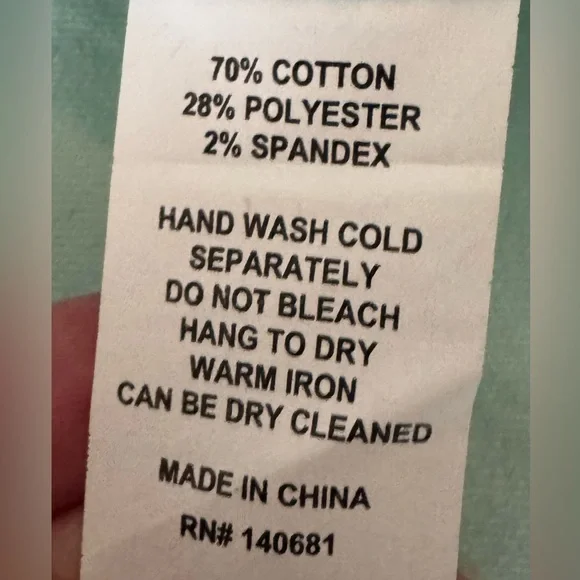 70% COTTON
28% POLYESTER
2% SPANDEX
HAND WASH COLD
SEPARATELY
DO NOT BLEACH
HANG TO DRY
WARM IRON
CAN BE DRY CLEANED
MADE IN CHINA
RN# 140681